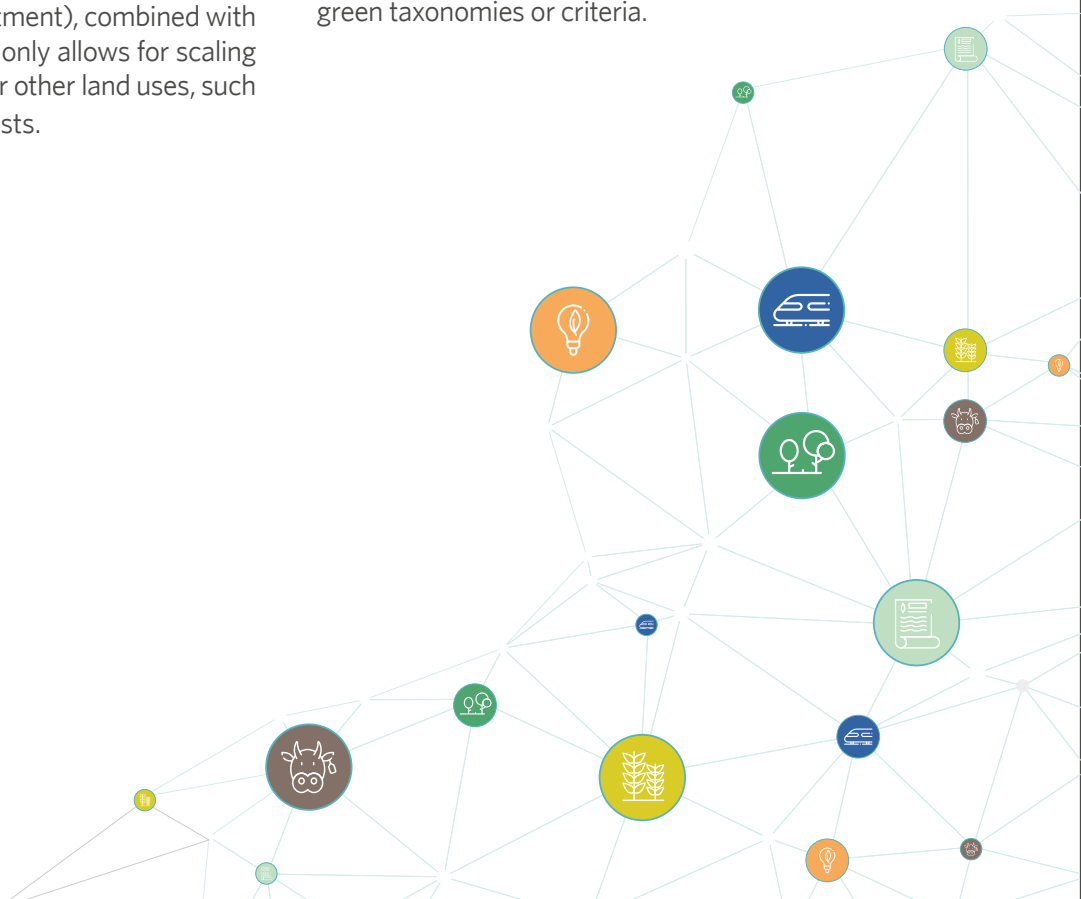 tment), combined with
only allows for scaling
r other land uses, such
sts.
green taxonomies or criteria.